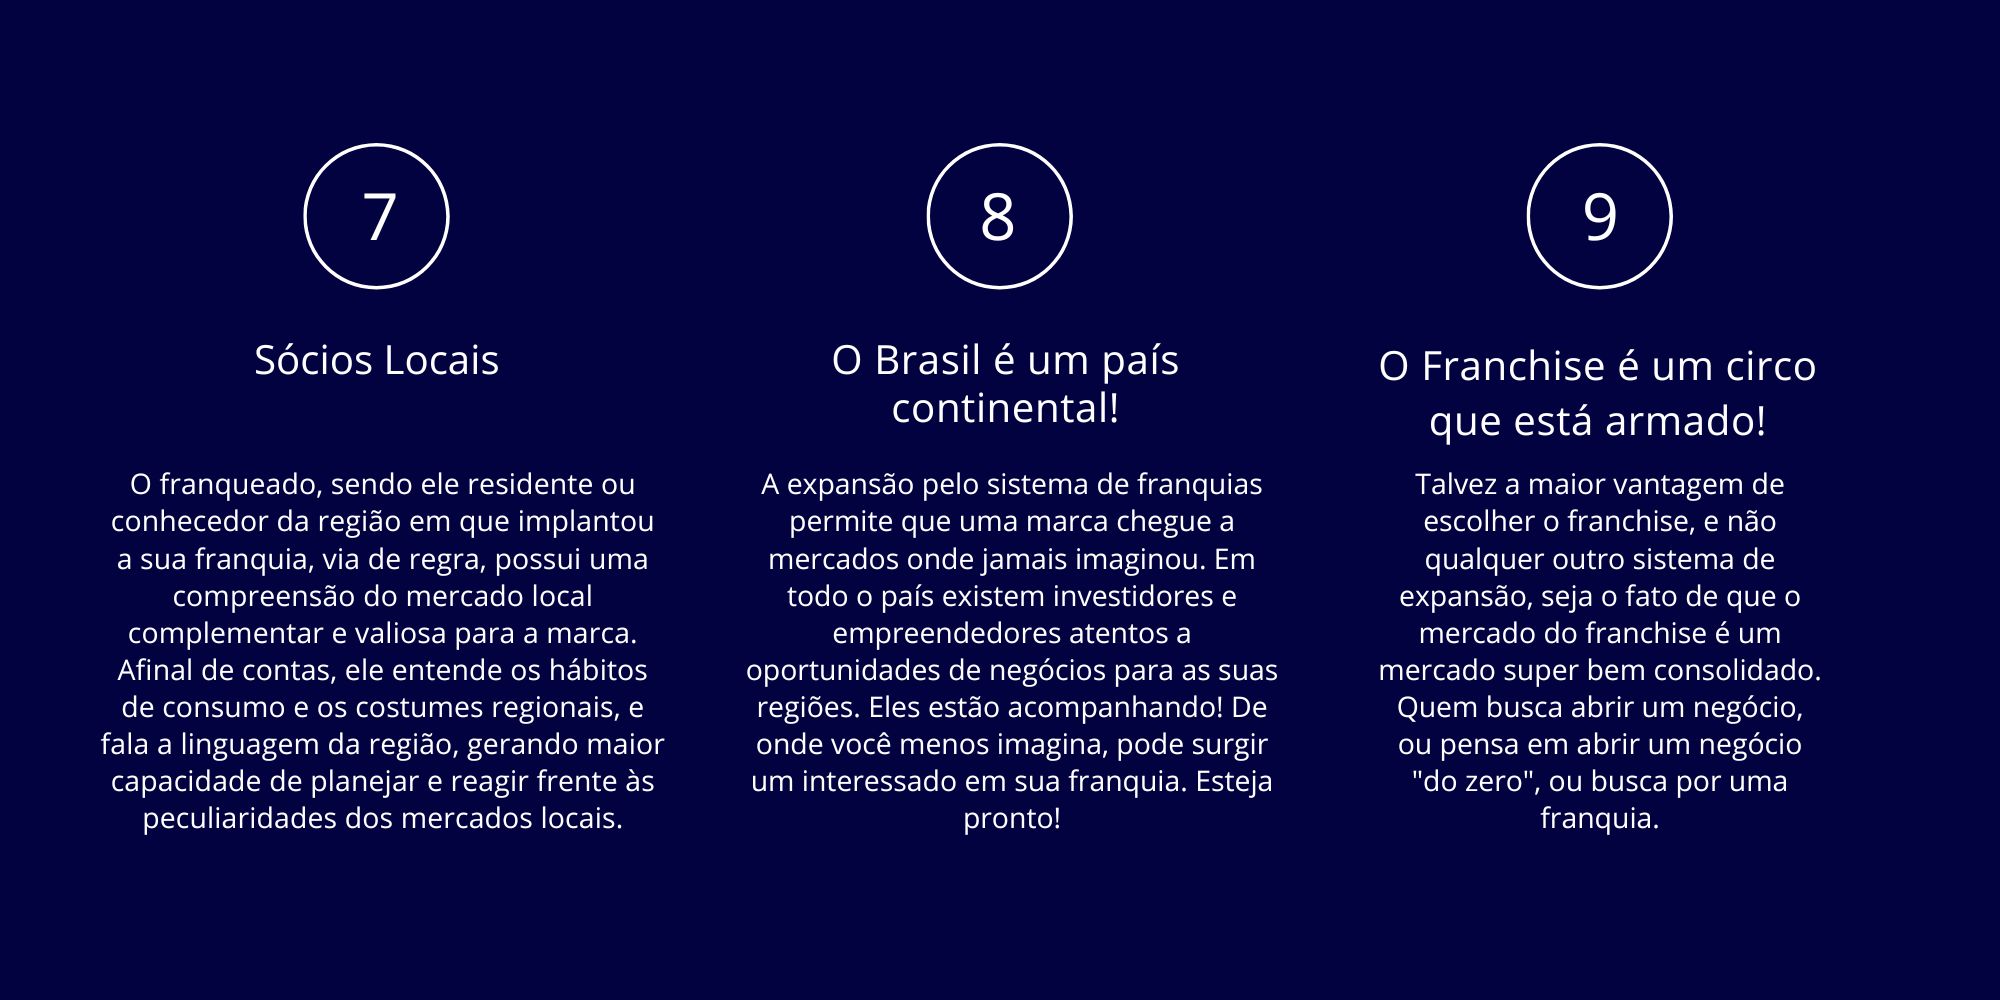 7
Sócios Locais
O franqueado, sendo ele residente ou
conhecedor da região em que implantou
a sua franquia, via de regra, possui uma
compreensão do mercado local
complementar e valiosa para a marca.
Afinal de contas, ele entende os hábitos
de consumo e os costumes regionais, e
fala a linguagem da região, gerando maior
capacidade de planejar e reagir frente às
peculiaridades dos mercados locais.
8
O Brasil é um país
continental!
A expansão pelo sistema de franquias
permite que uma marca chegue a
mercados onde jamais imaginou. Em
todo o país existem investidores e
empreendedores atentos a
oportunidades de negócios para as suas
regiões. Eles estão acompanhando! De
onde você menos imagina, pode surgir
um interessado em sua franquia. Esteja
pronto!
9
O Franchise é um circo
que está armado!
Talvez a maior vantagem de
escolher o franchise, e não
qualquer outro sistema de
expansão, seja o fato de que o
mercado do franchise é um
mercado super bem consolidado.
Quem busca abrir um negócio,
ou pensa em abrir um negócio
"do zero", ou busca por uma
franquia.